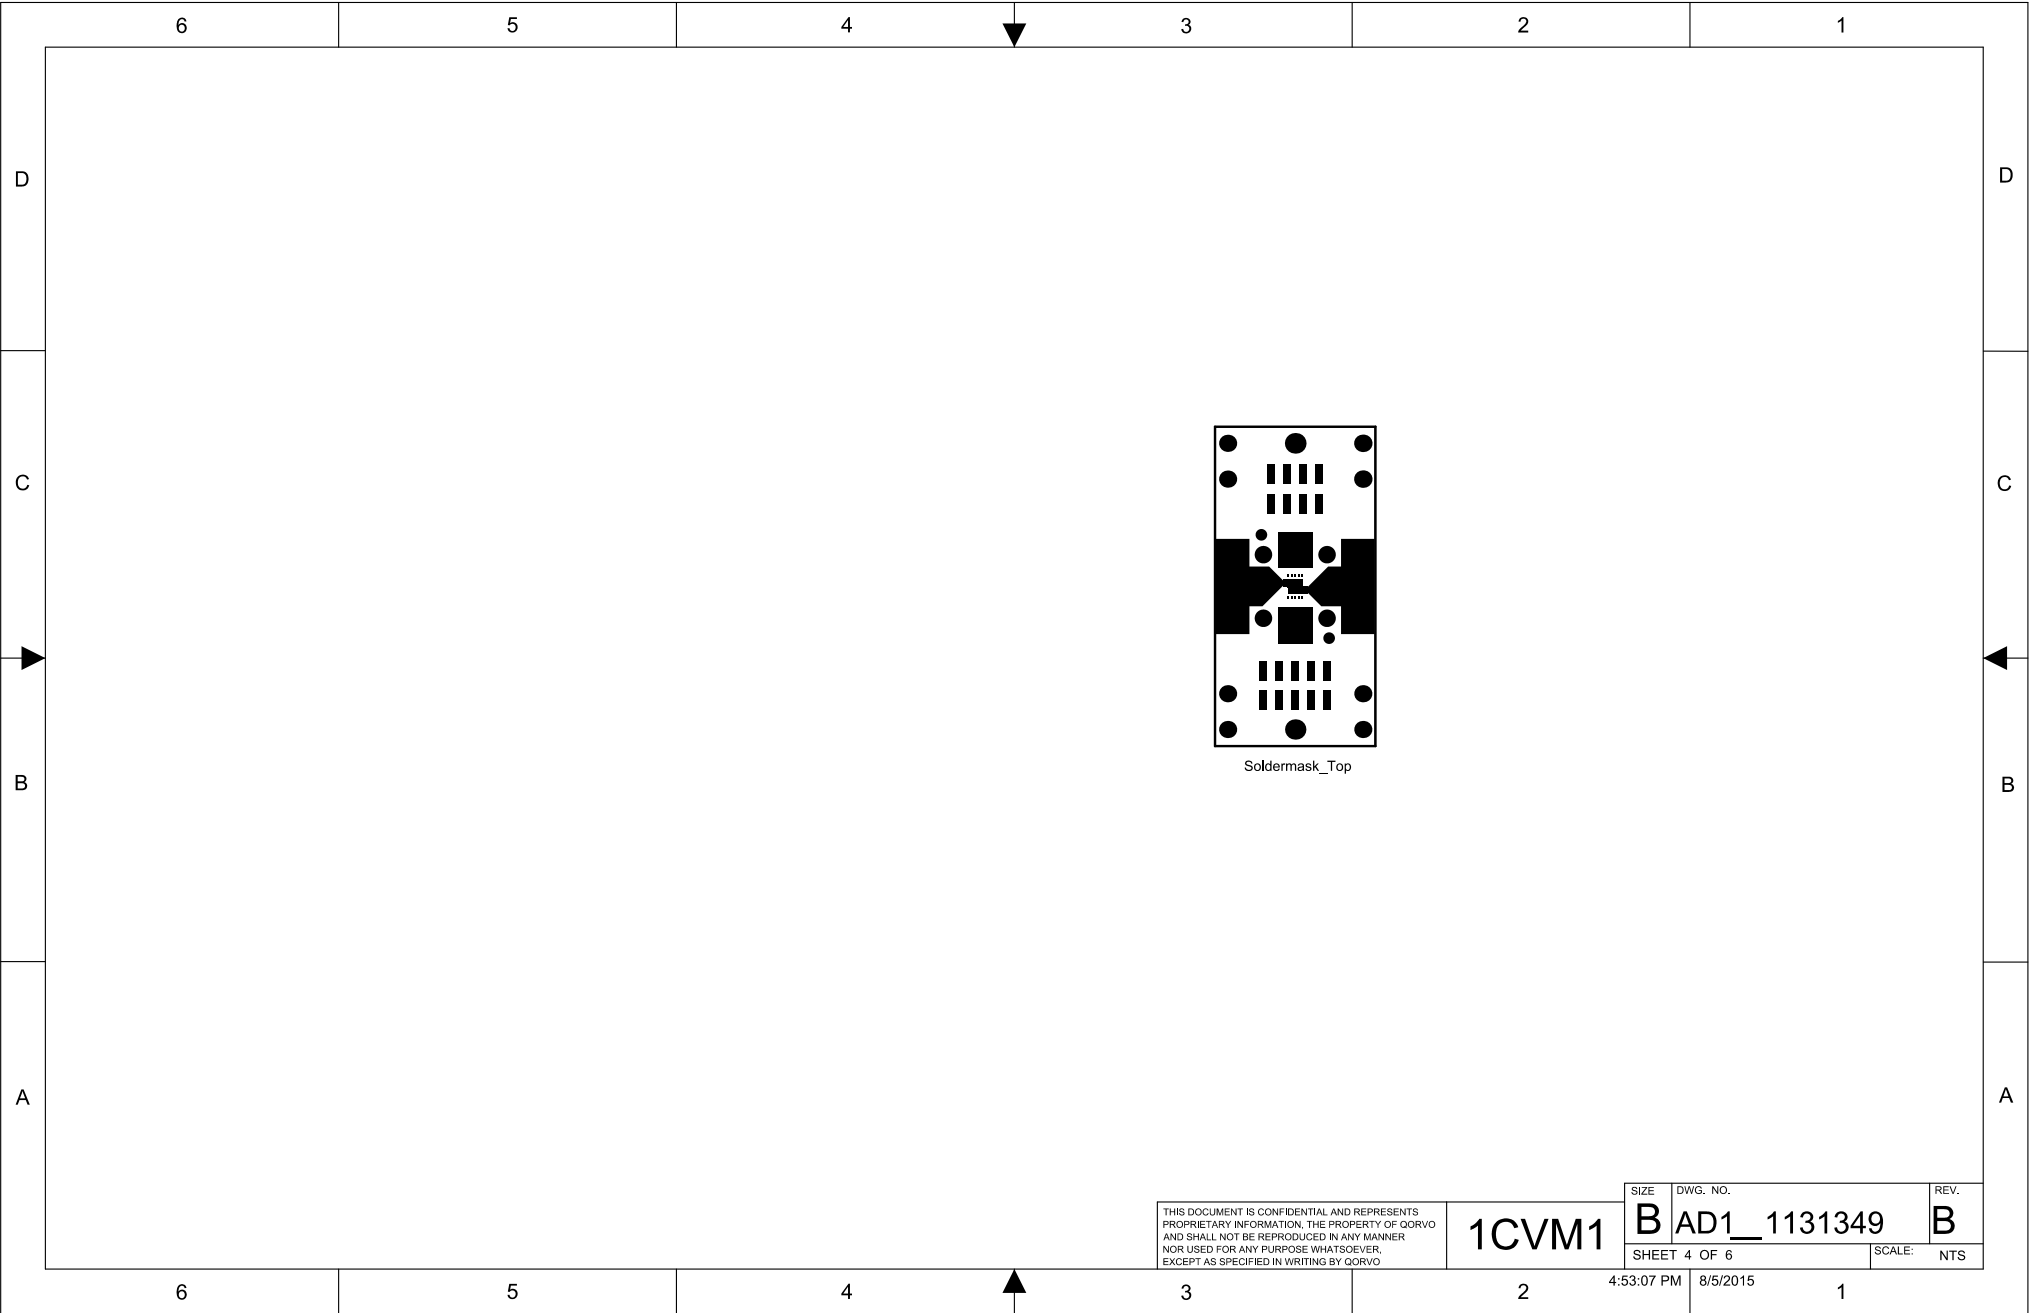 6 5 4 3 2 1
D D
C C
Soldermask_Top
B B
A A
THIS DOCUMENT IS CONFIDENTIAL AND REPRESENTS
PROPRIETARY INFORMATION, THE PROPERTY OF QORVO
AND SHALL NOT BE REPRODUCED IN ANY MANNER
NOR USED FOR ANY PURPOSE WHATSOEVER,
EXCEPT AS SPECIFIED IN WRITING BY QORVO
1CVM1
SIZE DWG. NO. REV.
B AD1__1131349 B
SHEET 4 OF 6 SCALE: NTS
4:53:07 PM 8/5/2015
6 5 4 3 2 1